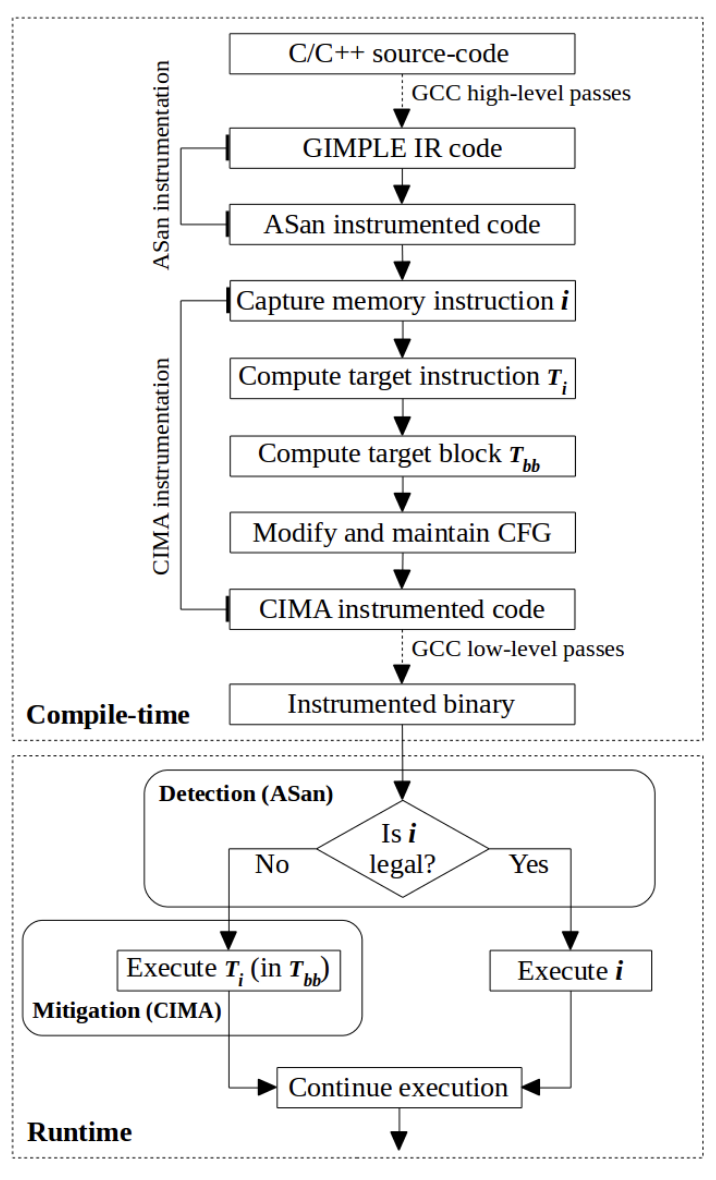 C/C++ source-code
GCC high-level passes
GIMPLE IR code
ASan instrumentation
ASan instrumented code
Capture memory instruction i
Compute target instruction Ti
CIMA instrumentation
Compute target block Tbb
Modify and maintain CFG
CIMA instrumented code
GCC low-level passes
Instrumented binary
Compile-time
Detection (ASan)
Is i
legal?
No
Yes
Execute Ti (in Tbb)
Execute i
Mitigation (CIMA)
Continue execution
Runtime